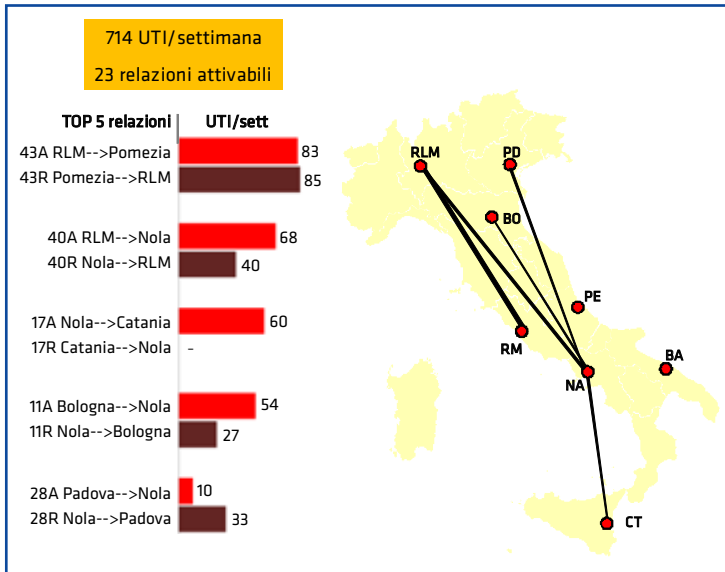 714 UTI/settimana
23 relazioni attivabili
TOP 5 relazioni UTI/sett
43A RLM-->Pomezia 83
43R Pomezia-->RLM 85
40A RLM-->Nola 68
40R Nola-->RLM 40
17A Nola-->Catania 60
17R Catania-->Nola -
11A Bologna-->Nola 54
11R Nola-->Bologna 27
28A Padova-->Nola 10
28R Nola-->Padova 33
RLM
PD
BO
PE
RM
BA
NA
CT